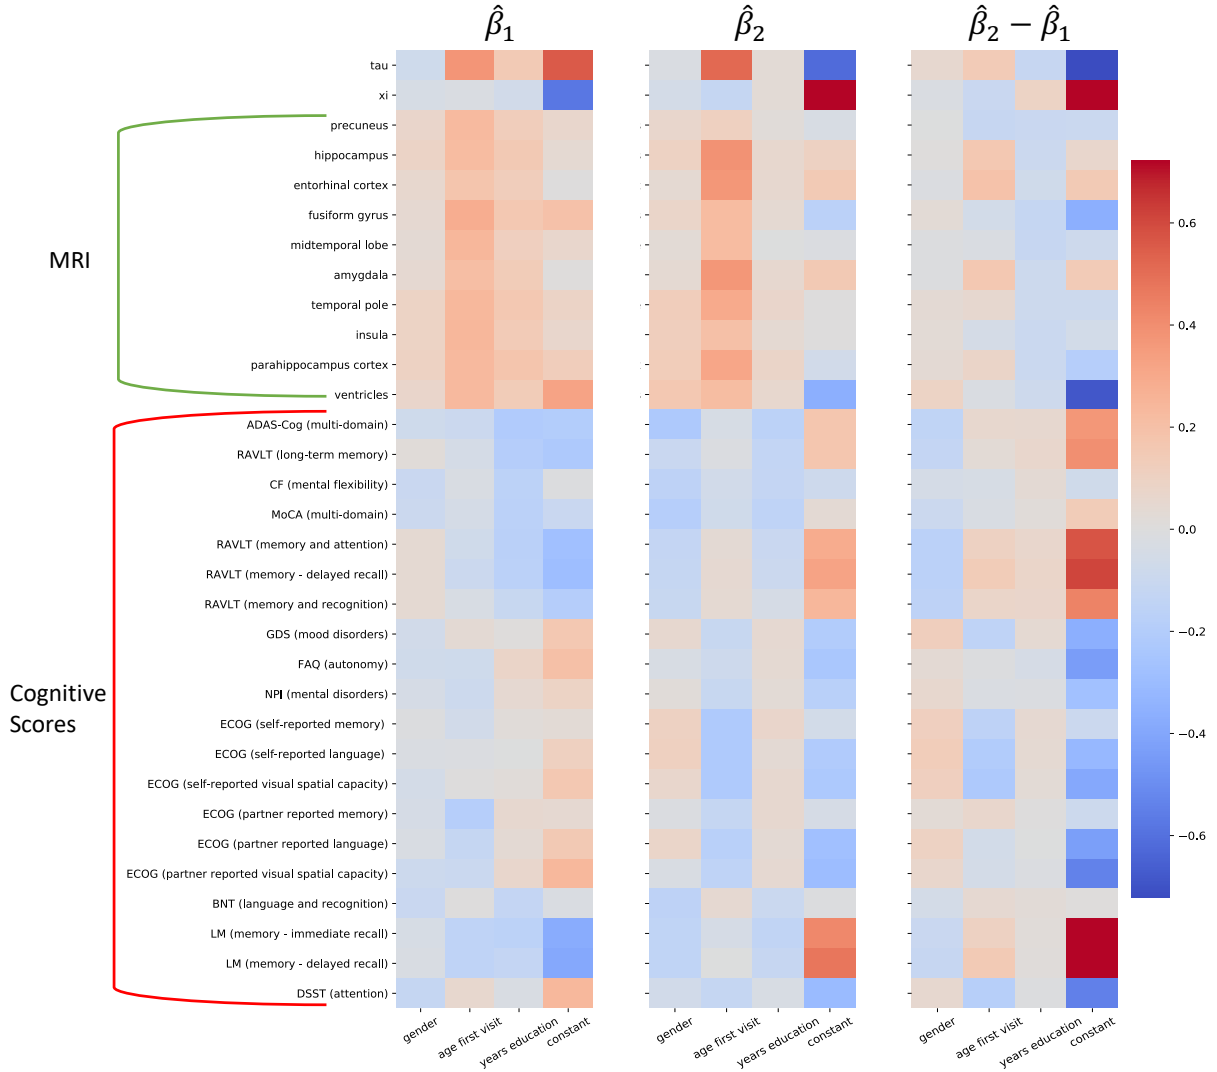 β̂₁ β̂₂ β̂₂ − β̂₁
tau
xi
precuneus
hippocampus
entorhinal cortex
fusiform gyrus
midtemporal lobe
MRI
amygdala
temporal pole
insula
parahippocampus cortex
ventricles
ADAS-Cog (multi-domain)
RAVLT (long-term memory)
CF (mental flexibility)
MoCA (multi-domain)
RAVLT (memory and attention)
RAVLT (memory - delayed recall)
RAVLT (memory and recognition)
GDS (mood disorders)
FAQ (autonomy)
Cognitive
Scores
NPI (mental disorders)
ECOG (self-reported memory)
ECOG (self-reported language)
ECOG (self-reported visual spatial capacity)
ECOG (partner reported memory)
ECOG (partner reported language)
ECOG (partner reported visual spatial capacity)
BNT (language and recognition)
LM (memory - immediate recall)
LM (memory - delayed recall)
DSST (attention)
gender age first visit years education constant
gender age first visit years education constant
gender age first visit years education constant
0.6
0.4
0.2
0.0
−0.2
−0.4
−0.6